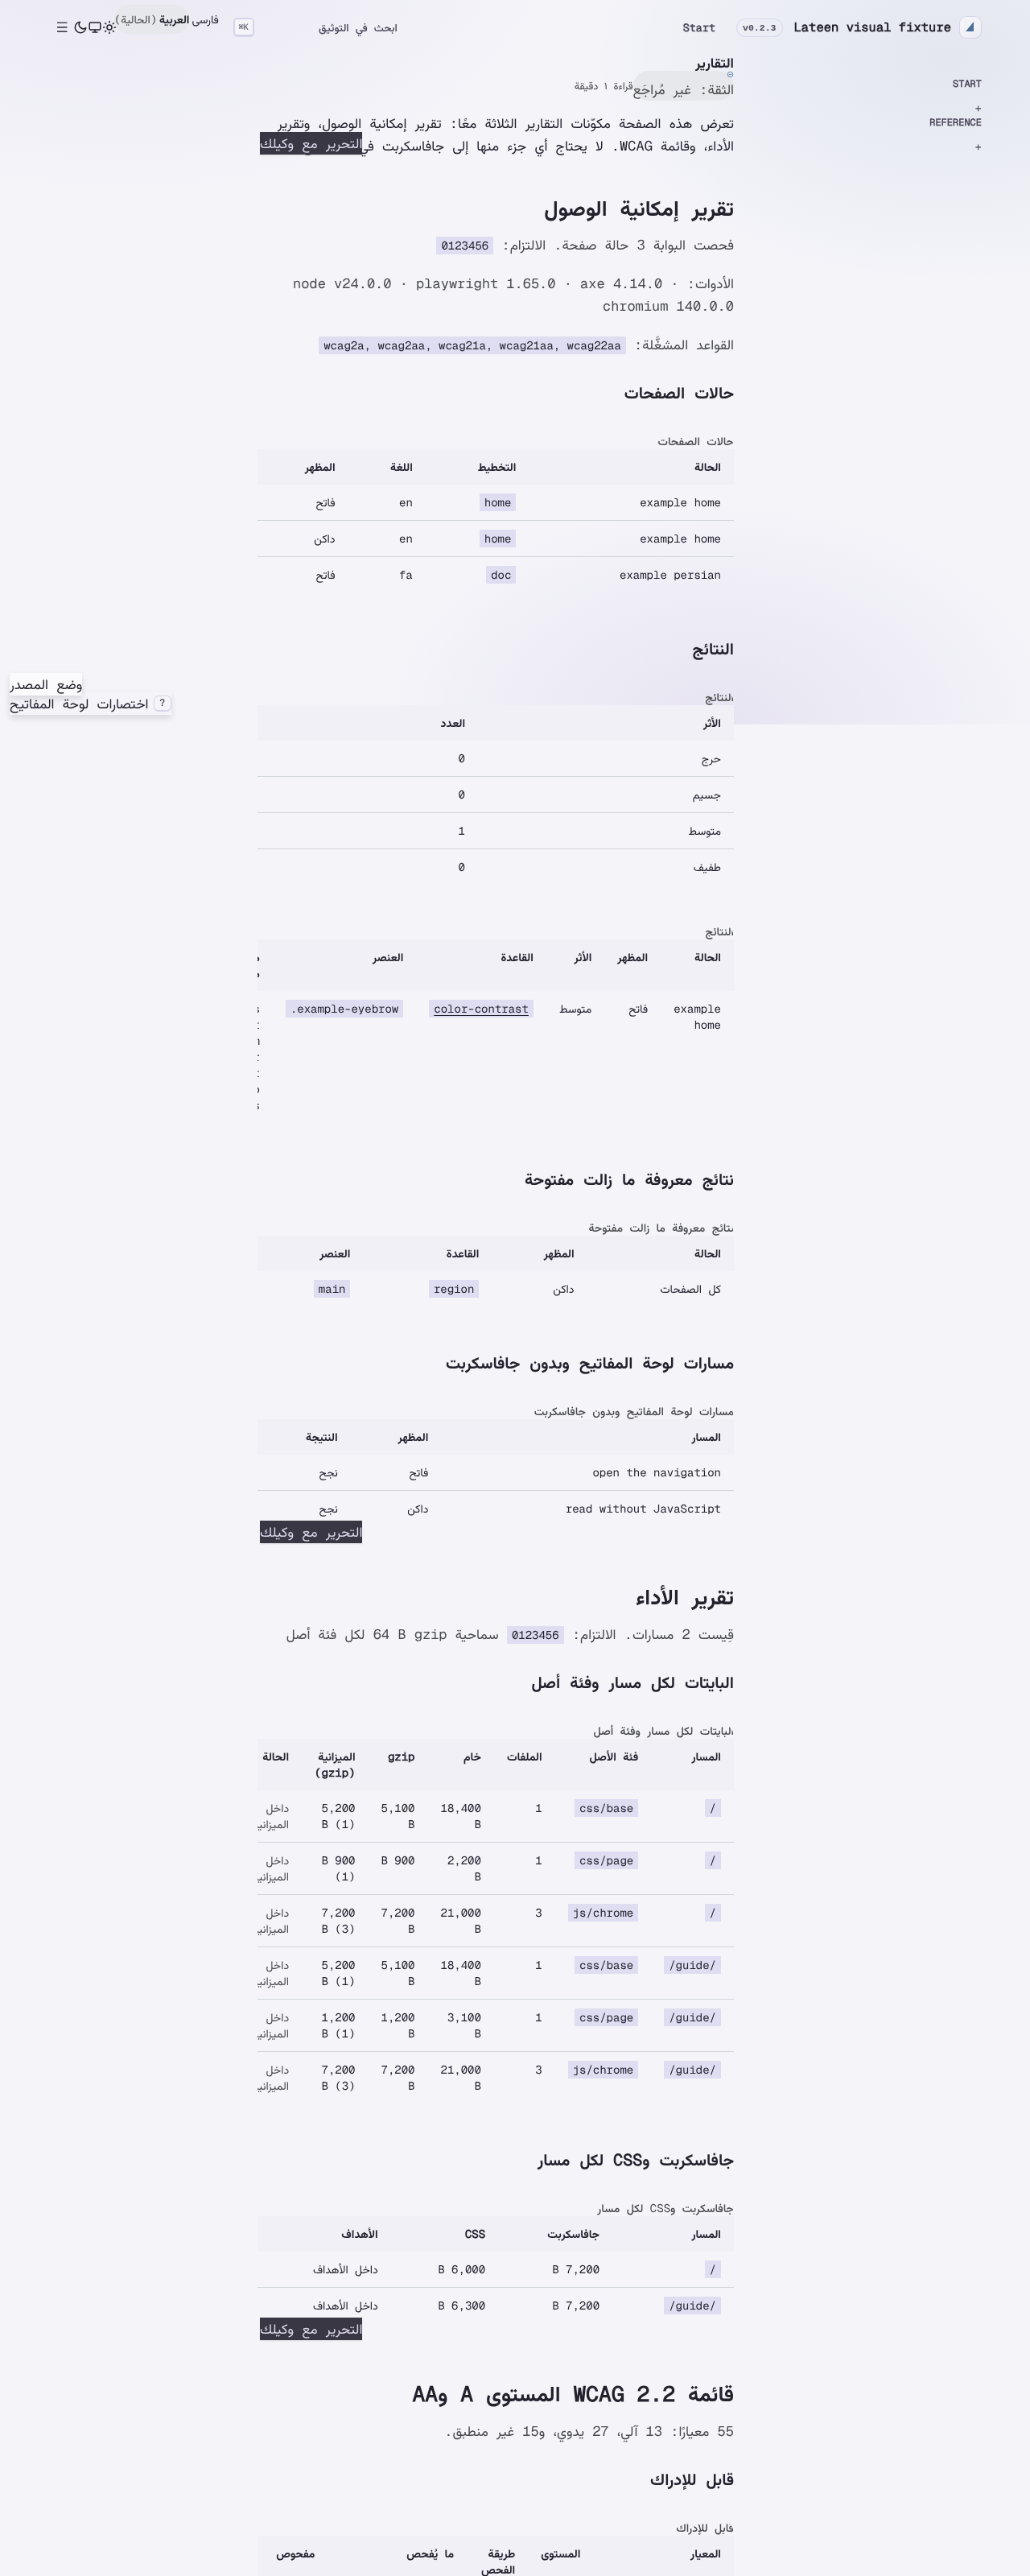 Lateen visual fixture v0.2.3 Start
ابحث في التوثيق ⌘K
فارسی العربية (الحالية)
START
+
REFERENCE
+
التقارير
الثقة: غير مُراجَع
قراءة ١ دقيقة
تعرض هذه الصفحة مكوّنات التقارير الثلاثة معًا: تقرير إمكانية الوصول، وتقرير
الأداء، وقائمة WCAG. لا يحتاج أي جزء منها إلى جافاسكربت في
التحرير مع وكيلك
تقرير إمكانية الوصول
فحصت البوابة 3 حالة صفحة. الالتزام: 0123456
الأدوات: node v24.0.0 · playwright 1.65.0 · axe 4.14.0 ·
chromium 140.0.0
القواعد المشغَّلة: wcag2a, wcag2aa, wcag21a, wcag21aa, wcag22aa
حالات الصفحات
حالات الصفحات
الحالة التخطيط اللغة المظهر
example home home en فاتح
example home home en داكن
example persian doc fa فاتح
النتائج
النتائج
الأثر العدد
حرج 0
جسيم 0
متوسط 1
طفيف 0
وضع المصدر
? اختصارات لوحة المفاتيح
النتائج
الحالة المظهر الأثر القاعدة العنصر
example فاتح متوسط color-contrast .example-eyebrow
home
نتائج معروفة ما زالت مفتوحة
نتائج معروفة ما زالت مفتوحة
الحالة المظهر القاعدة العنصر
كل الصفحات داكن region main
مسارات لوحة المفاتيح وبدون جافاسكربت
مسارات لوحة المفاتيح وبدون جافاسكربت
المسار المظهر النتيجة
open the navigation فاتح نجح
read without JavaScript داكن نجح
التحرير مع وكيلك
تقرير الأداء
قِيست 2 مسارات. الالتزام: 0123456 سماحية 64 B gzip لكل فئة أصل
البايتات لكل مسار وفئة أصل
البايتات لكل مسار وفئة أصل
المسار فئة الأصل الملفات خام gzip الميزانية (gzip) الحالة
/ css/base 1 18,400 B 5,100 B 5,200 B (1) داخل الميزانية
/ css/page 1 2,200 B 900 B 900 B (1) داخل الميزانية
/ js/chrome 3 21,000 B 7,200 B 7,200 B (3) داخل الميزانية
/guide/ css/base 1 18,400 B 5,100 B 5,200 B (1) داخل الميزانية
/guide/ css/page 1 3,100 B 1,200 B 1,200 B (1) داخل الميزانية
/guide/ js/chrome 3 21,000 B 7,200 B 7,200 B (3) داخل الميزانية
جافاسكربت وCSS لكل مسار
جافاسكربت وCSS لكل مسار
المسار جافاسكربت CSS الأهداف
/ 7,200 B 6,000 B داخل الأهداف
/guide/ 7,200 B 6,300 B داخل الأهداف
التحرير مع وكيلك
قائمة WCAG 2.2 المستوى A وAA
55 معيارًا: 13 آلي، 27 يدوي، و15 غير منطبق.
قابل للإدراك
قابل للإدراك
المعيار المستوى طريقة الفحص ما يُفحص مفحوص